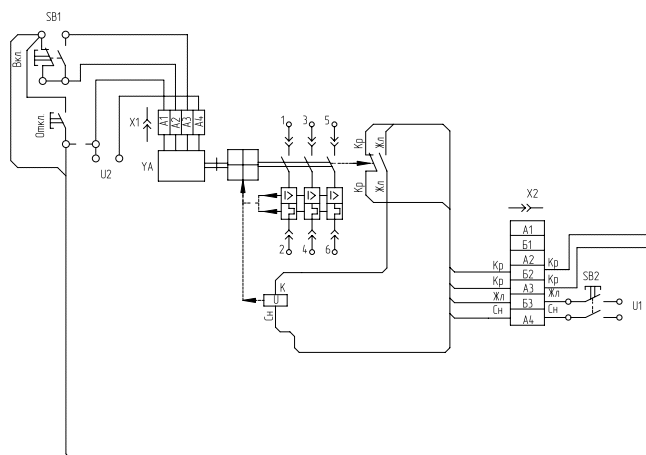 SB1
Вкл.
Откл.
X1
A1
A2
A3
A4
U2
YA
1
3
5
I>
I>
I>
2
4
6
Кр
Жл
Кр
Жл
K
U
Сн
X2
A1
Б1
A2
Кр
Б2
Кр
Кр
A3
Кр
SB2
Жл
Б3
Жл
U1
Сн
A4
Сн